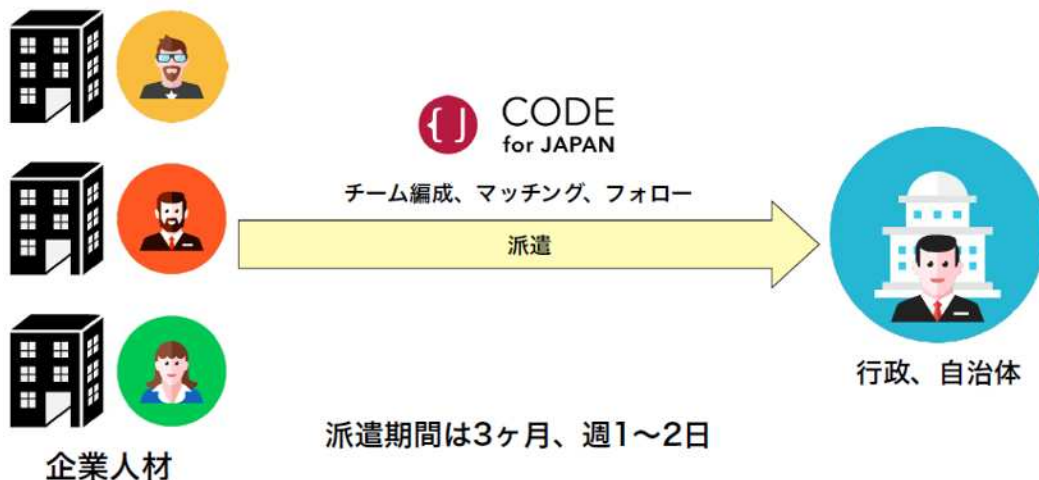 CODE
for JAPAN
チーム編成、マッチング、フォロー
派遣
行政、自治体
派遣期間は3ヶ月、週1〜2日
企業人材